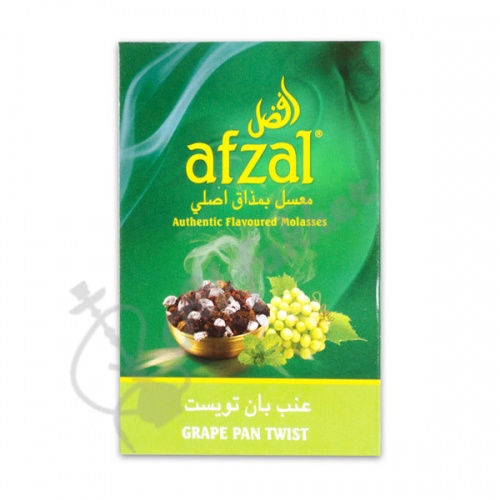 افضل
afzal®
معسل بمذاق اصلي
Authentic Flavoured Molasses
عنب بان تويست
GRAPE PAN TWIST